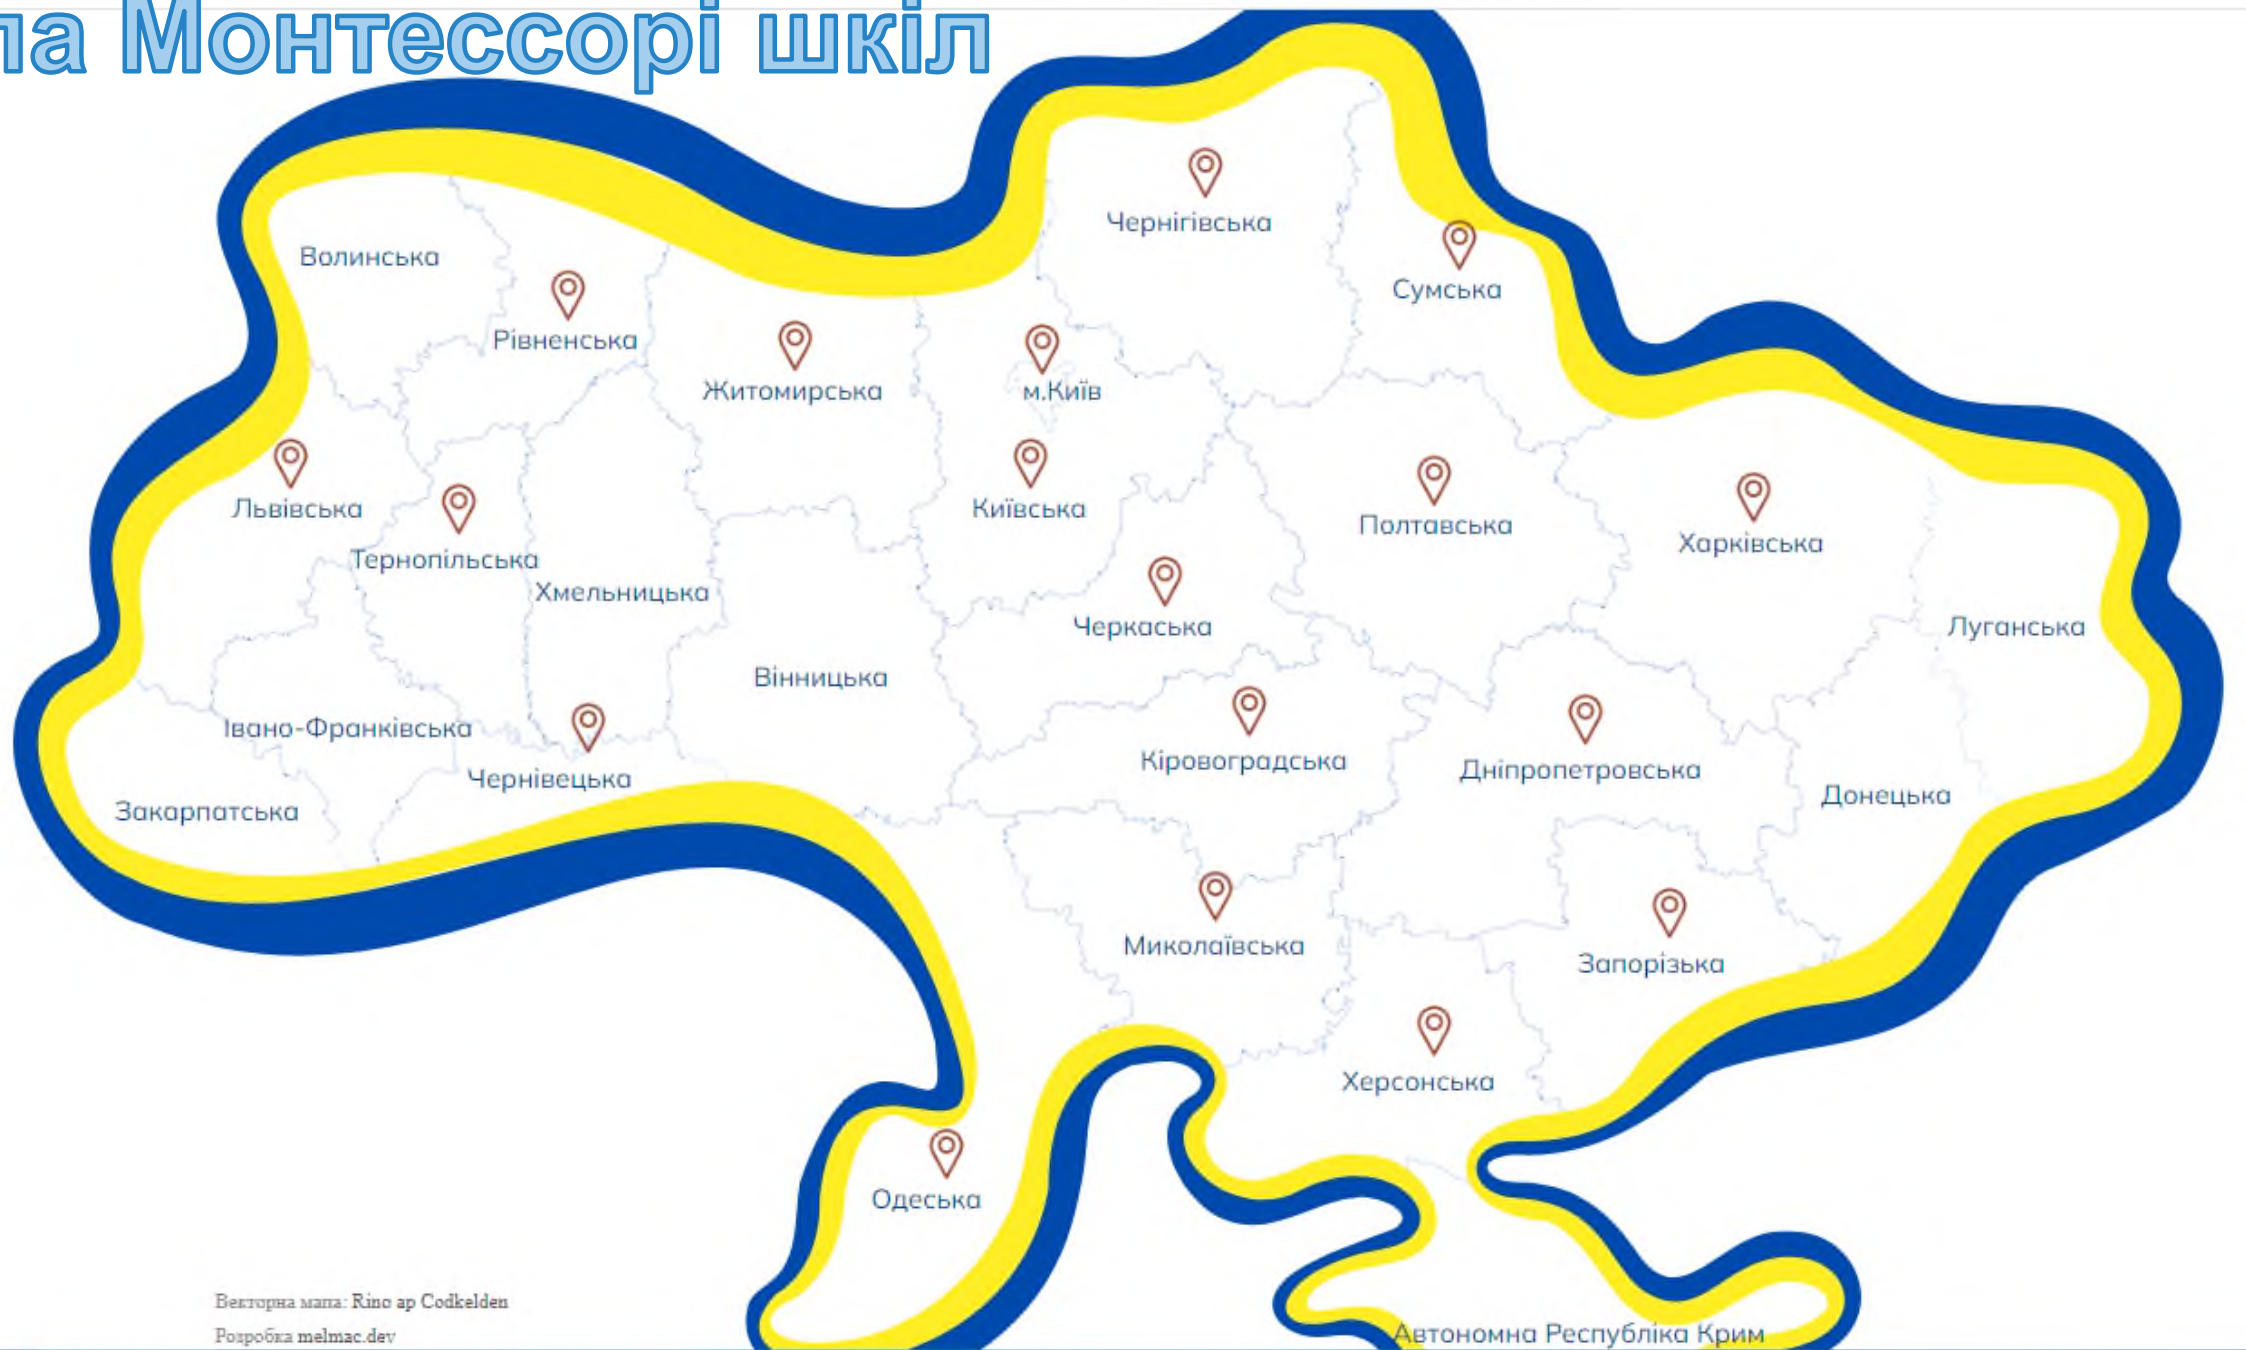 па Монтессорі шкіл
Чернігівська
Волинська
Сумська
Рівненська
Житомирська
м.Київ
Львівська
Київська
Полтавська
Харківська
Тернопільська
Хмельницька
Черкаська
Луганська
Вінницька
Івано-Франківська
Кіровоградська
Дніпропетровська
Чернівецька
Донецька
Закарпатська
Миколаївська
Запорізька
Херсонська
Одеська
Векторна мапа: Rino ap Codkelden
Розробка melmac.dev
Автономна Республіка Крим